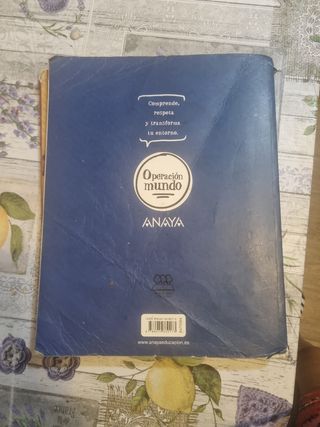 Comprende,
respeta
y transforma
tu entorno.
Operación
mundo
ANAYA
www.anayaeducacion.es